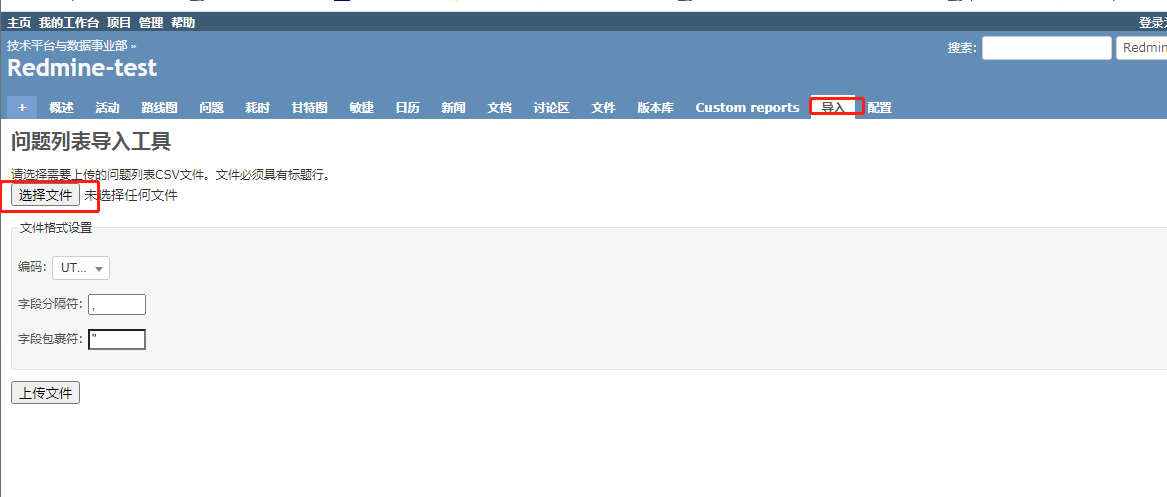 主页 我的工作台 项目 管理 帮助 登录为
技术平台与数据事业部 »
搜索: Redmin
Redmine-test
+ 概述 活动 路线图 问题 耗时 甘特图 敏捷 日历 新闻 文档 讨论区 文件 版本库 Custom reports 导入 配置
问题列表导入工具
请选择需要上传的问题列表CSV文件。文件必须具有标题行。
选择文件 未选择任何文件
文件格式设置
编码: UT...
字段分隔符: ,
字段包裹符: "
上传文件